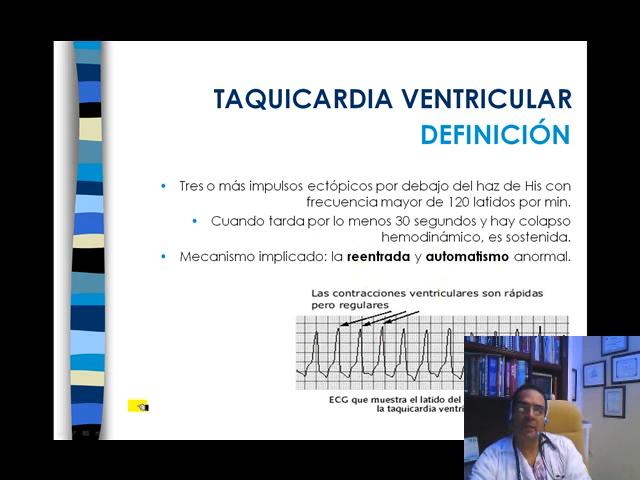 TAQUICARDIA VENTRICULAR
DEFINICIÓN
• Tres o más impulsos ectópicos por debajo del haz de His con
frecuencia mayor de 120 latidos por min.
• Cuando tarda por lo menos 30 segundos y hay colapso
hemodinámico, es sostenida.
• Mecanismo implicado: la reentrada y automatismo anormal.
Las contracciones ventriculares son rápidas
pero regulares
ECG que muestra el latido del
la taquicardia ventri